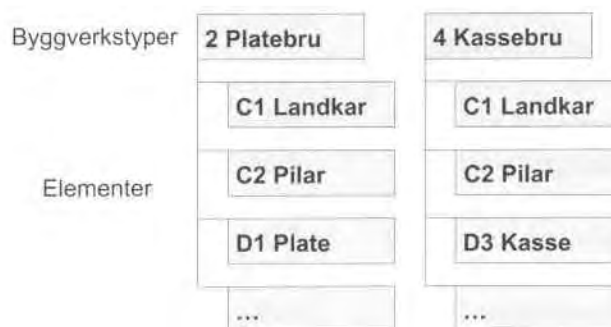 Byggverkstyper
2 Platebru
4 Kassebru
C1 Landkar
C1 Landkar
Elementer
C2 Pilar
C2 Pilar
D1 Plate
D3 Kasse
...
...